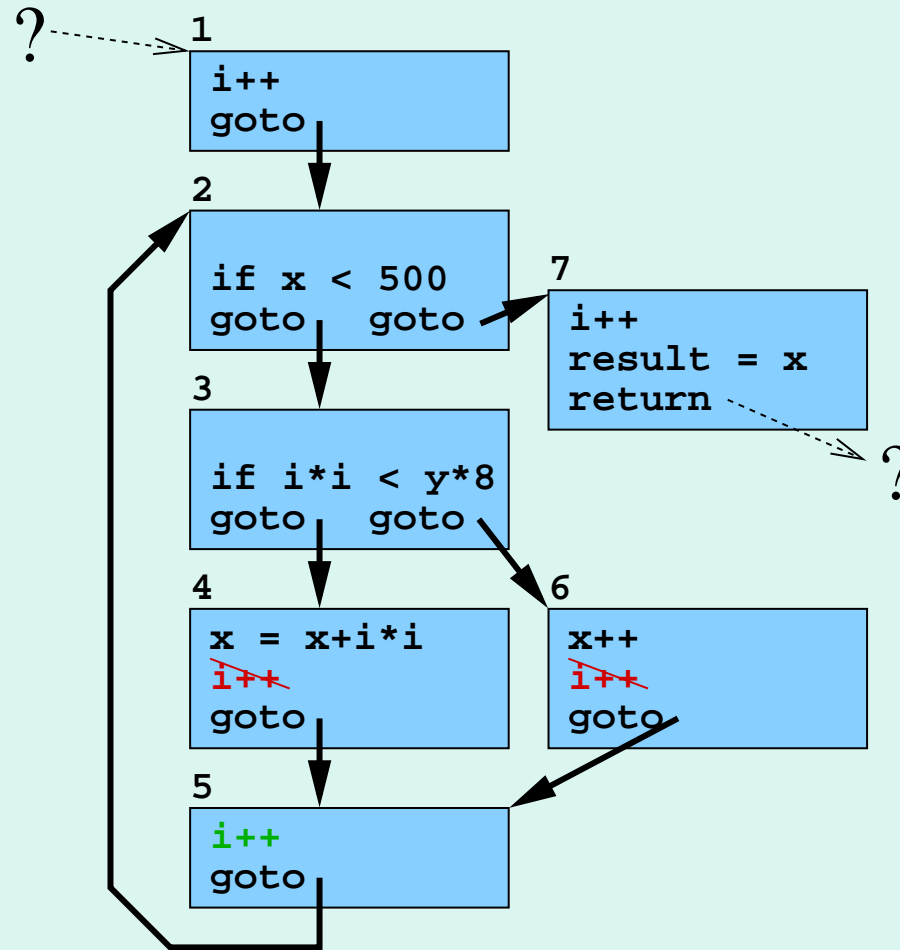 ?
1
i++
goto
2
if x < 500
goto goto
7
i++
result = x
return
?
3
if i*i < y*8
goto goto
4
x = x+i*i
i++
goto
6
x++
i++
goto
5
i++
goto